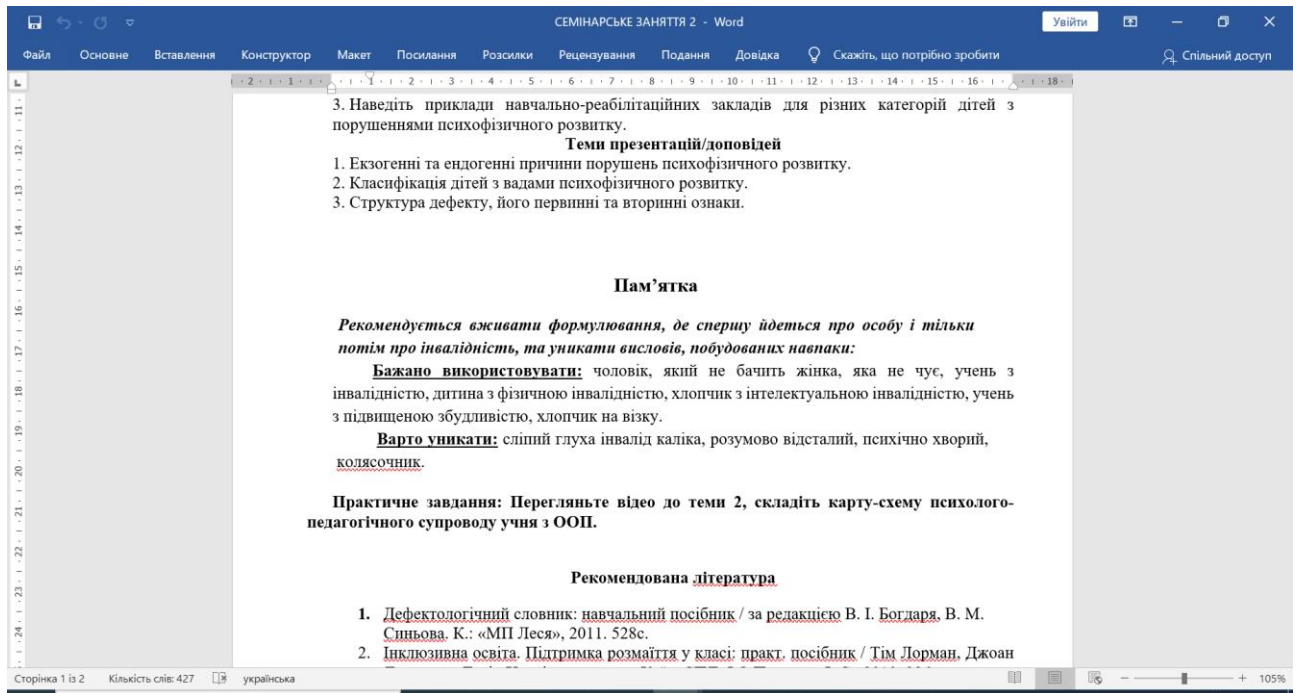 СЕМІНАРСЬКЕ ЗАНЯТТЯ 2 - Word
Увійти
Файл Основне Вставлення Конструктор Макет Посилання Розсилки Рецензування Подання Довідка Скажіть, що потрібно зробити Спільний доступ
3. Наведіть приклади навчально-реабілітаційних закладів для різних категорій дітей з
порушеннями психофізичного розвитку.
Теми презентацій/доповідей
1. Екзогенні та ендогенні причини порушень психофізичного розвитку.
2. Класифікація дітей з вадами психофізичного розвитку.
3. Структура дефекту, його первинні та вторинні ознаки.
Пам’ятка
Рекомендується вживати формулювання, де спершу йдеться про особу і тільки
потім про інвалідність, та уникати висловів, побудованих навпаки:
Бажано використовувати: чоловік, який не бачить жінка, яка не чує, учень з
інвалідністю, дитина з фізичною інвалідністю, хлопчик з інтелектуальною інвалідністю, учень
з підвищеною збудливістю, хлопчик на візку.
Варто уникати: сліпий глуха інвалід каліка, розумово відсталий, психічно хворий,
колясочник.
Практичне завдання: Перегляньте відео до теми 2, складіть карту-схему психолого-
педагогічного супроводу учня з ООП.
Рекомендована література
1. Дефектологічний словник: навчальний посібник / за редакцією В. І. Богдаря, В. М.
Синьова. К.: «МП Леся», 2011. 528с.
2. Інклюзивна освіта. Підтримка розмаїття у класі: практ. посібник / Тім Лорман, Джоан
Сторінка 1 із 2 Кількість слів: 427 українська 105%